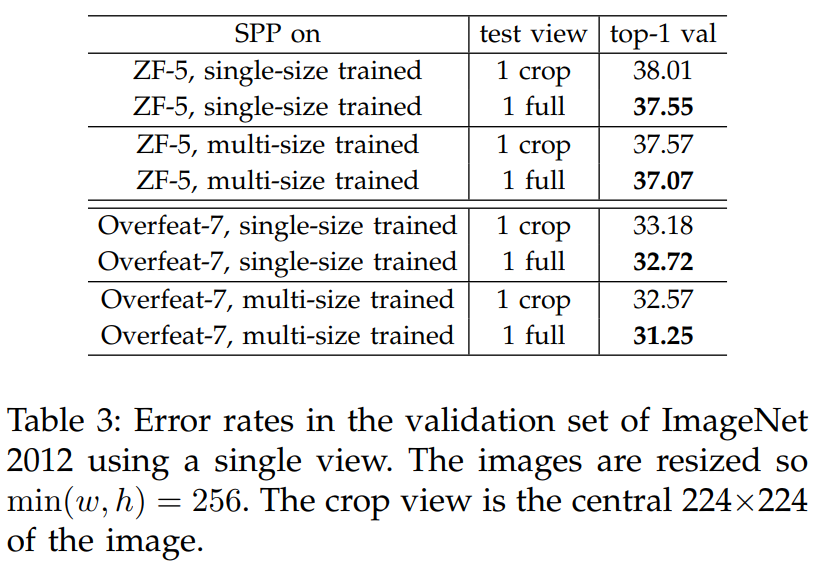 SPP on test view top-1 val
ZF-5, single-size trained 1 crop 38.01
ZF-5, single-size trained 1 full 37.55
ZF-5, multi-size trained 1 crop 37.57
ZF-5, multi-size trained 1 full 37.07
Overfeat-7, single-size trained 1 crop 33.18
Overfeat-7, single-size trained 1 full 32.72
Overfeat-7, multi-size trained 1 crop 32.57
Overfeat-7, multi-size trained 1 full 31.25
Table 3: Error rates in the validation set of ImageNet
2012 using a single view. The images are resized so
min(w, h) = 256. The crop view is the central 224×224
of the image.